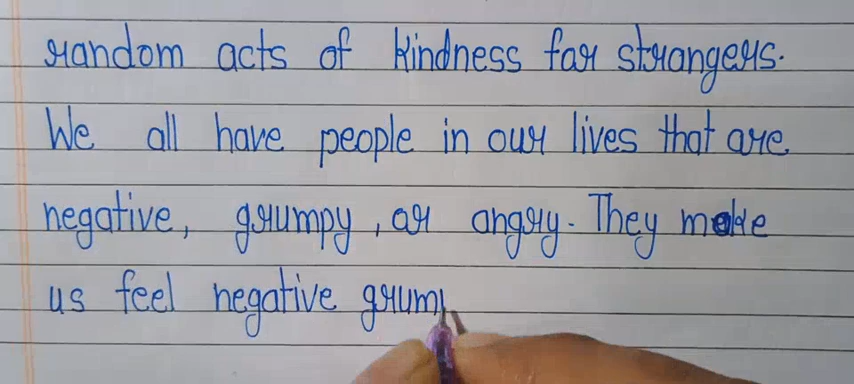 random acts of kindness for strangers.
We all have people in our lives that are
negative, grumpy, or angry. They make
us feel negative grum